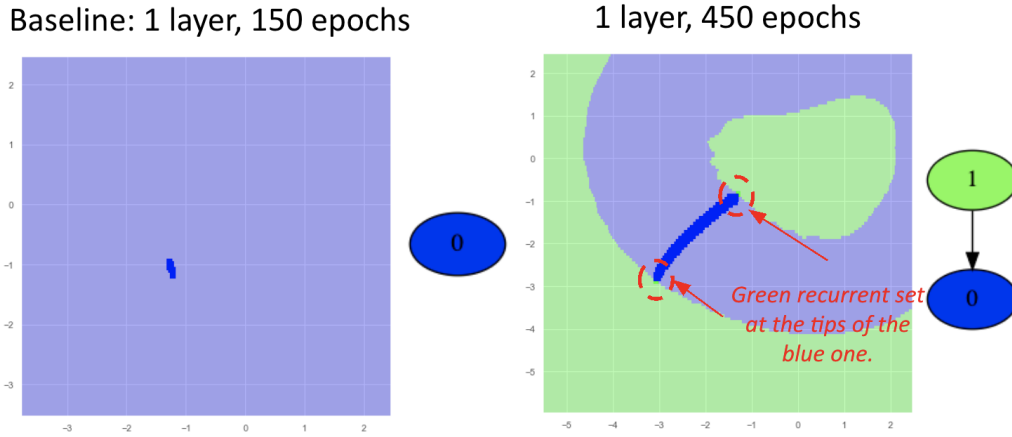 Baseline: 1 layer, 150 epochs
2
1
0
−1
−2
−3
−3 −2 −1 0 1 2
0
1 layer, 450 epochs
2
1
0
−1
−2
−3
−4
−5
−5 −4 −3 −2 −1 0 1 2
Green recurrent set
at the tips of the
blue one.
1
0